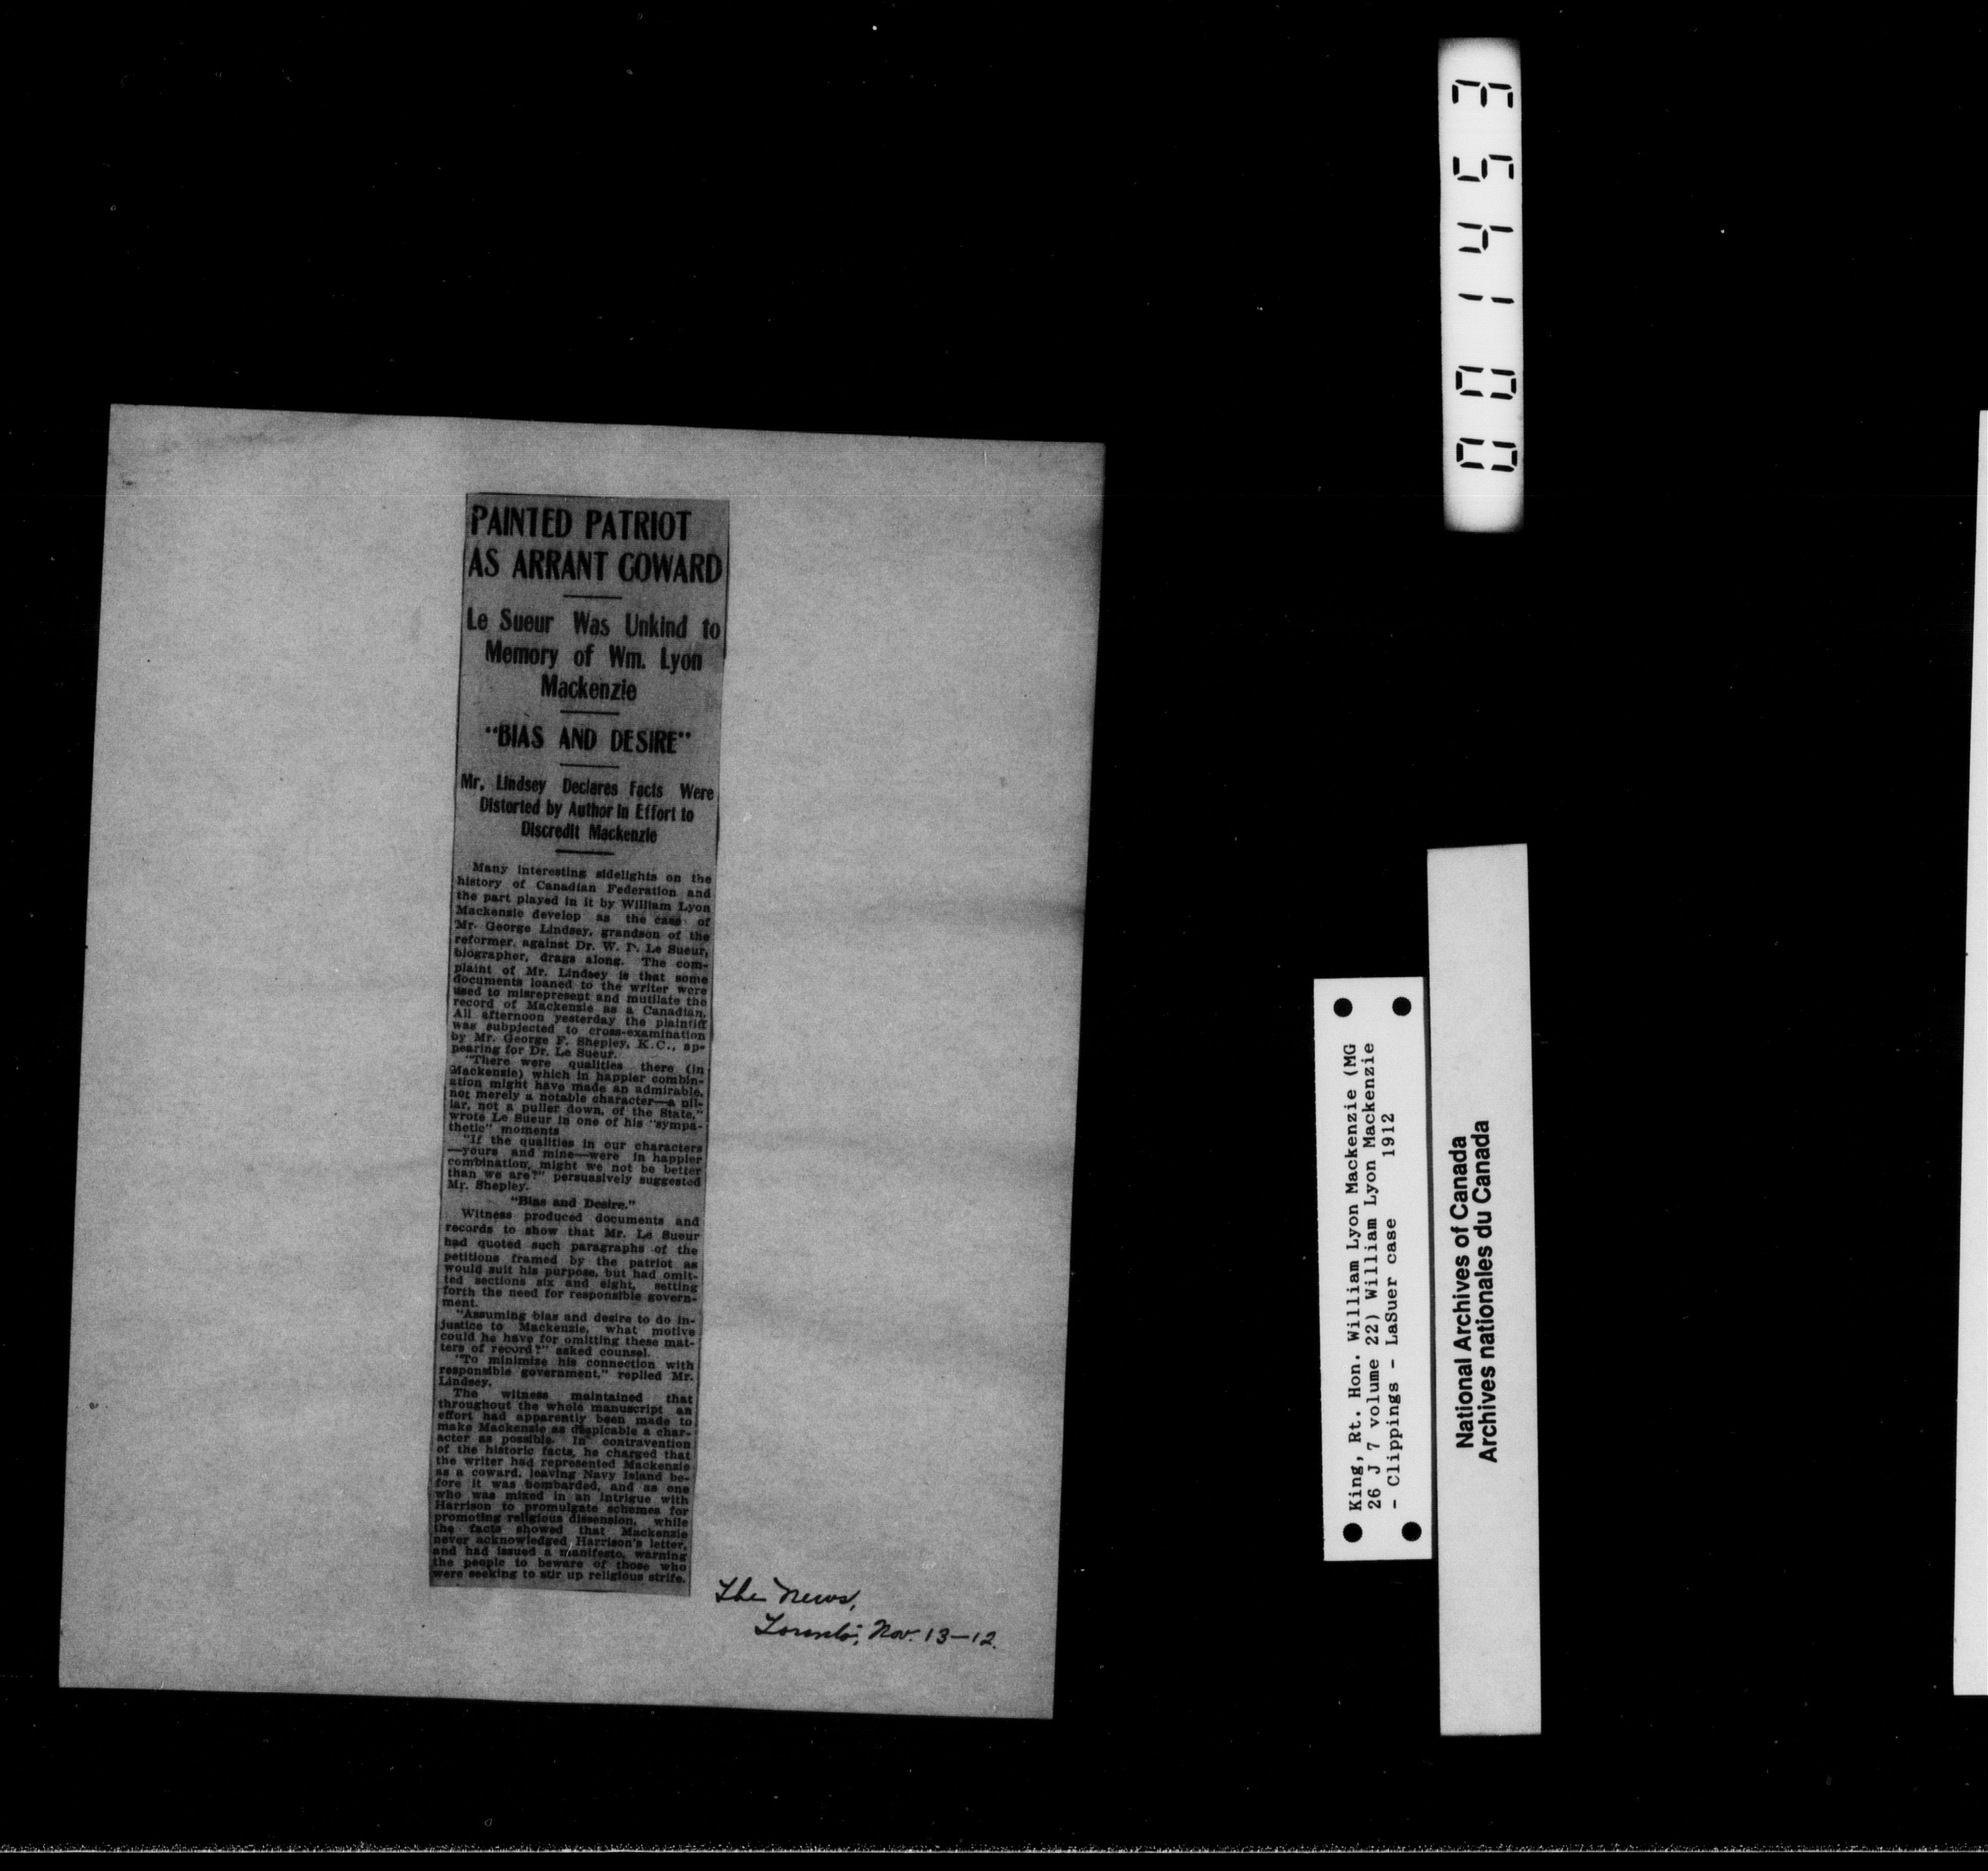 PAINTED PATRIOT
AS ARRANT COWARD
Le Sueur Was Unkind to
Memory of Wm. Lyon
Mackenzie
"BIAS AND DESIRE"
Mr. Lindsey Declares Facts Were
Distorted by Author in Effort to
Discredit Mackenzie
Many interesting sidelights on the
history of Canadian Federation and
the part played in it by William Lyon
Mackenzie develop as the case of
Mr. George Lindsey, grandson of the
reformer, against Dr. W. D. Le Sueur,
biographer, drags along. The com-
plaint of Mr. Lindsey is that some
documents loaned to the writer were
used to misrepresent and mutilate the
record of Mackenzie as a Canadian.
All afternoon yesterday the plaintiff
was subpjected to cross-examination
by Mr. George F. Shepley, K.C., ap-
pearing for Dr. Le Sueur.
"There were qualities there (in
Mackenzie) which in happier combin-
ation might have made an admirable,
not merely a notable character—a pil-
lar, not a puller down, of the State,"
wrote Le Sueur in one of his "sympa-
thetic" moments
"If the qualities in our characters
—yours and mine—were in happier
combination, might we not be better
than we are?" persuasively suggested
Mr. Shepley.
"Bias and Desire."
Witness produced documents and
records to show that Mr. Le Sueur
had quoted such paragraphs of the
petitions framed by the patriot as
would suit his purpose, but had omit-
ted sections six and eight, setting
forth the need for responsible govern-
ment.
"Assuming bias and desire to do in-
justice to Mackenzie, what motive
could he have for omitting these mat-
ters of record?" asked counsel.
"To minimize his connection with
responsible government," replied Mr.
Lindsey.
The witness maintained that
throughout the whole manuscript an
effort had apparently been made to
make Mackenzie as despicable a char-
acter as possible. In contravention
of the historic facts, he charged that
the writer had represented Mackenzie
as a coward, leaving Navy Island be-
fore it was bombarded, and as one
who was mixed in an intrigue with
Harrison to promulgate schemes for
promoting religious dissension, while
the facts showed that Mackenzie
never acknowledged Harrison's letter,
and had issued a manifesto, warning
the people to beware of those who
were seeking to stir up religious strife.
The News,
Toronto, Nov. 13—12.
001453
King, Rt. Hon. William Lyon Mackenzie (MG
26 J 7 volume 22) William Lyon Mackenzie
- Clippings - LaSuer case 1912
National Archives of Canada
Archives nationales du Canada